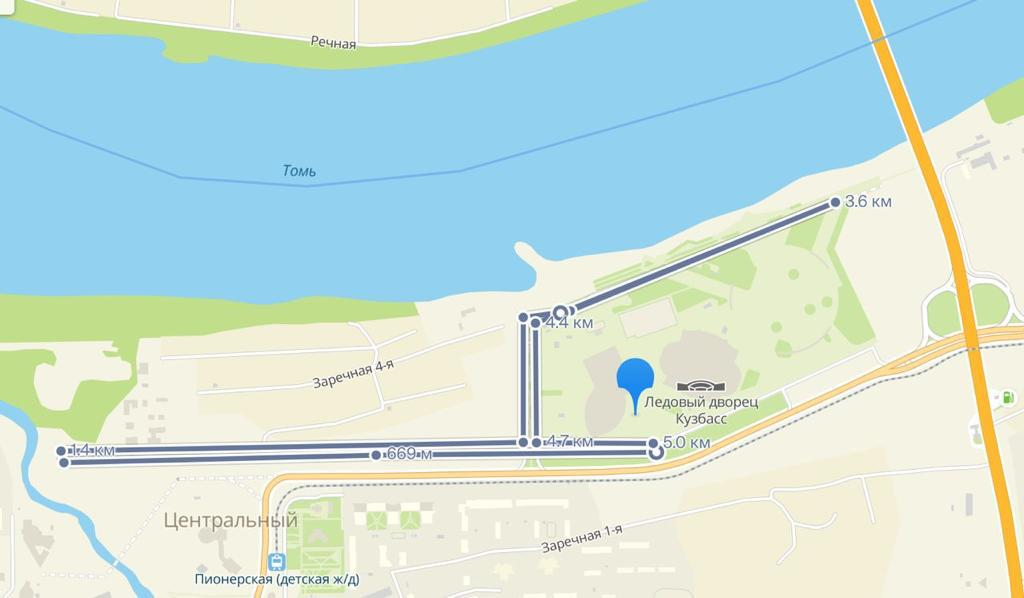 Речная
Томь
3.6 км
4.4 км
Заречная 4-я
Ледовый дворец
Кузбасс
1.4 км
669 м
4.7 км
5.0 км
Центральный
Заречная 1-я
Пионерская (детская ж/д)